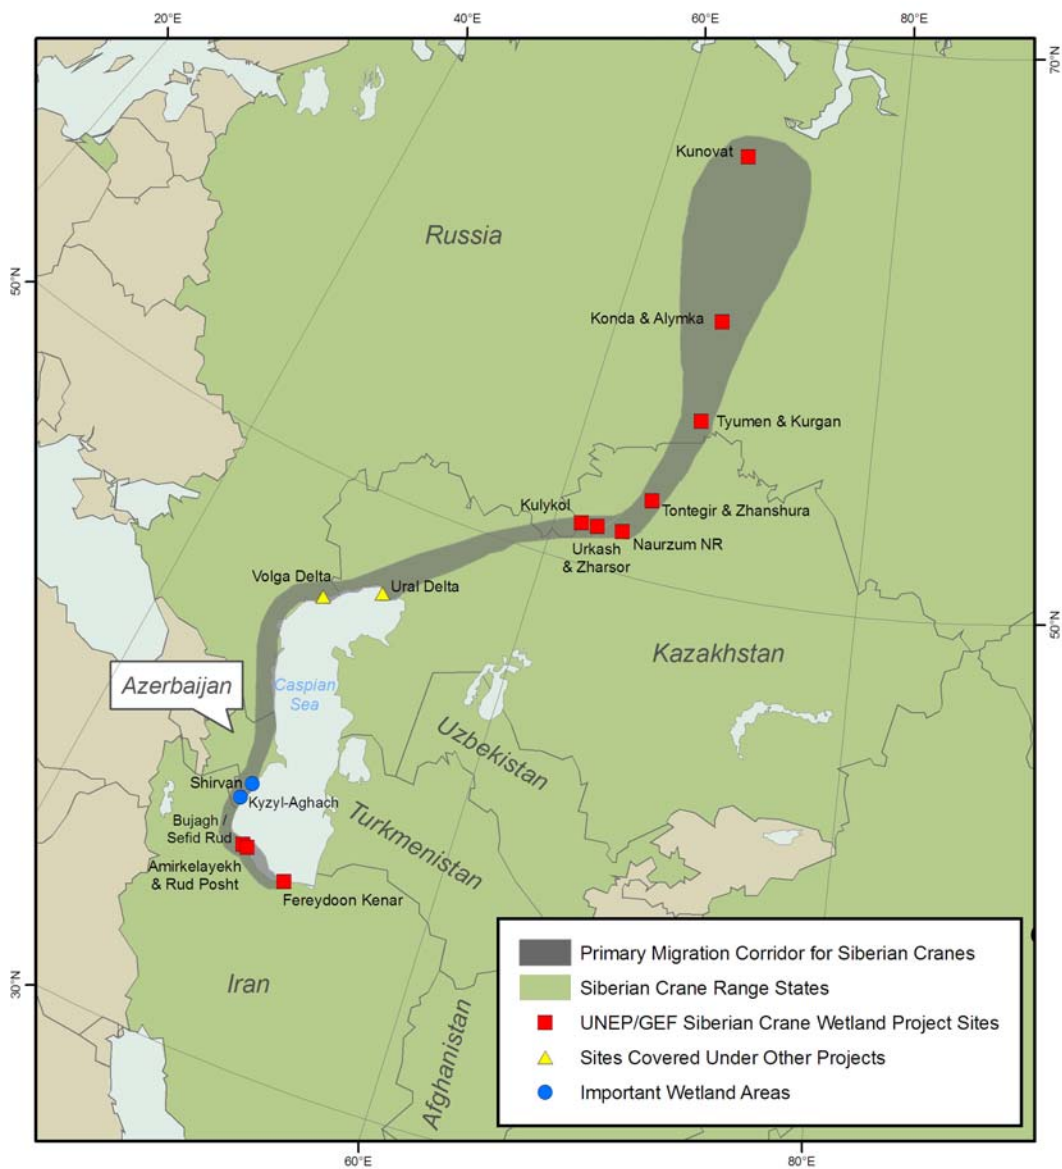 20°E
40°E
60°E
80°E
70°N
Kunovat
Russia
50°N
Konda & Alymka
Tyumen & Kurgan
Kulykol
Tontegir & Zhanshura
Urkash
& Zharsor
Naurzum NR
Volga Delta
Ural Delta
50°N
Kazakhstan
Azerbaijan
Caspian
Sea
Uzbekistan
Shirvan
Kyzyl-Aghach
Bujagh /
Sefid Rud
Turkmenistan
Amirkelayekh
& Rud Posht
Fereydoon Kenar
30°N
Iran
Afghanistan
Primary Migration Corridor for Siberian Cranes
Siberian Crane Range States
UNEP/GEF Siberian Crane Wetland Project Sites
Sites Covered Under Other Projects
Important Wetland Areas
60°E
80°E